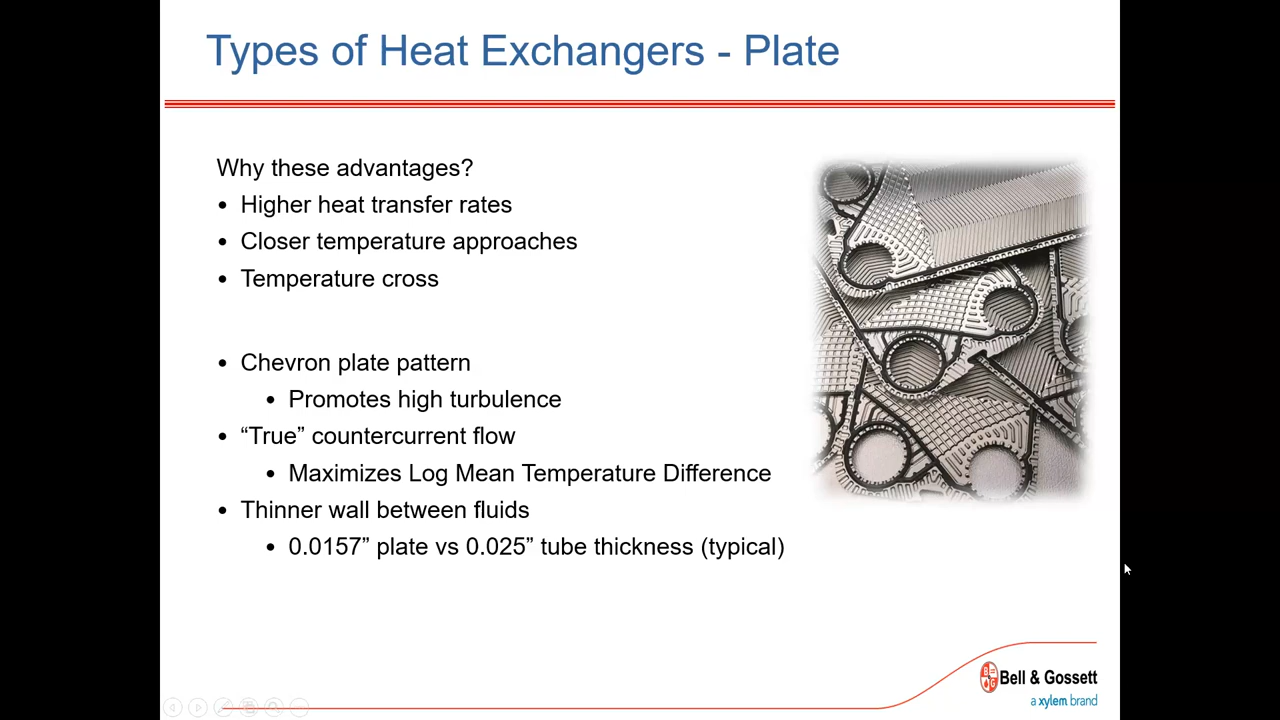 Types of Heat Exchangers - Plate
Why these advantages?
• Higher heat transfer rates
• Closer temperature approaches
• Temperature cross
• Chevron plate pattern
• Promotes high turbulence
• “True” countercurrent flow
• Maximizes Log Mean Temperature Difference
• Thinner wall between fluids
• 0.0157” plate vs 0.025” tube thickness (typical)
Bell & Gossett
a xylem brand